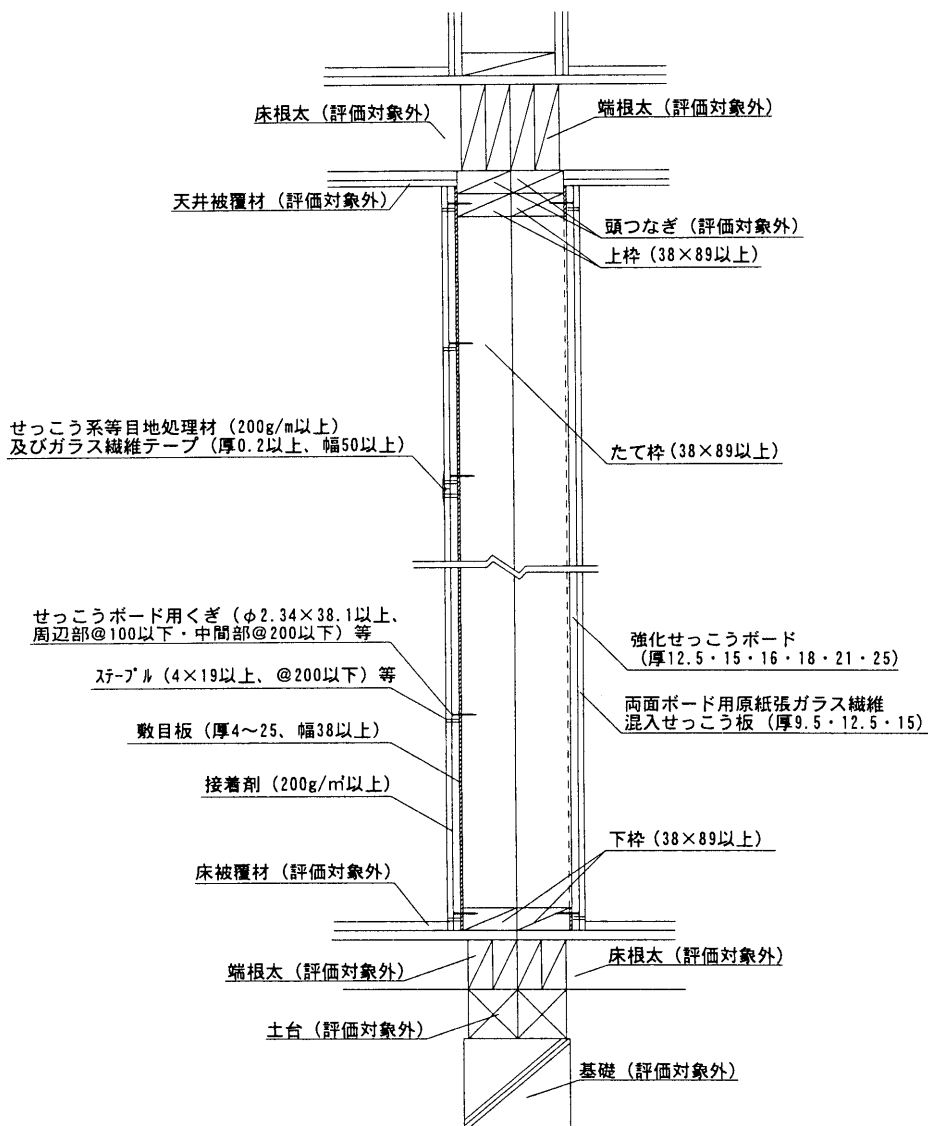 床根太（評価対象外）
端根太（評価対象外）
天井被覆材（評価対象外）
頭つなぎ（評価対象外）
上枠（38×89以上）
せっこう系等目地処理材（200g/m以上）
及びガラス繊維テープ（厚0.2以上、幅50以上）
たて枠（38×89以上）
せっこうボード用くぎ（φ2.34×38.1以上、
周辺部@100以下・中間部@200以下）等
強化せっこうボード
（厚12.5・15・16・18・21・25）
ステープル（4×19以上、@200以下）等
両面ボード用原紙張ガラス繊維
混入せっこう板（厚9.5・12.5・15）
敷目板（厚4～25、幅38以上）
接着剤（200g/㎡以上）
下枠（38×89以上）
床被覆材（評価対象外）
床根太（評価対象外）
端根太（評価対象外）
土台（評価対象外）
基礎（評価対象外）